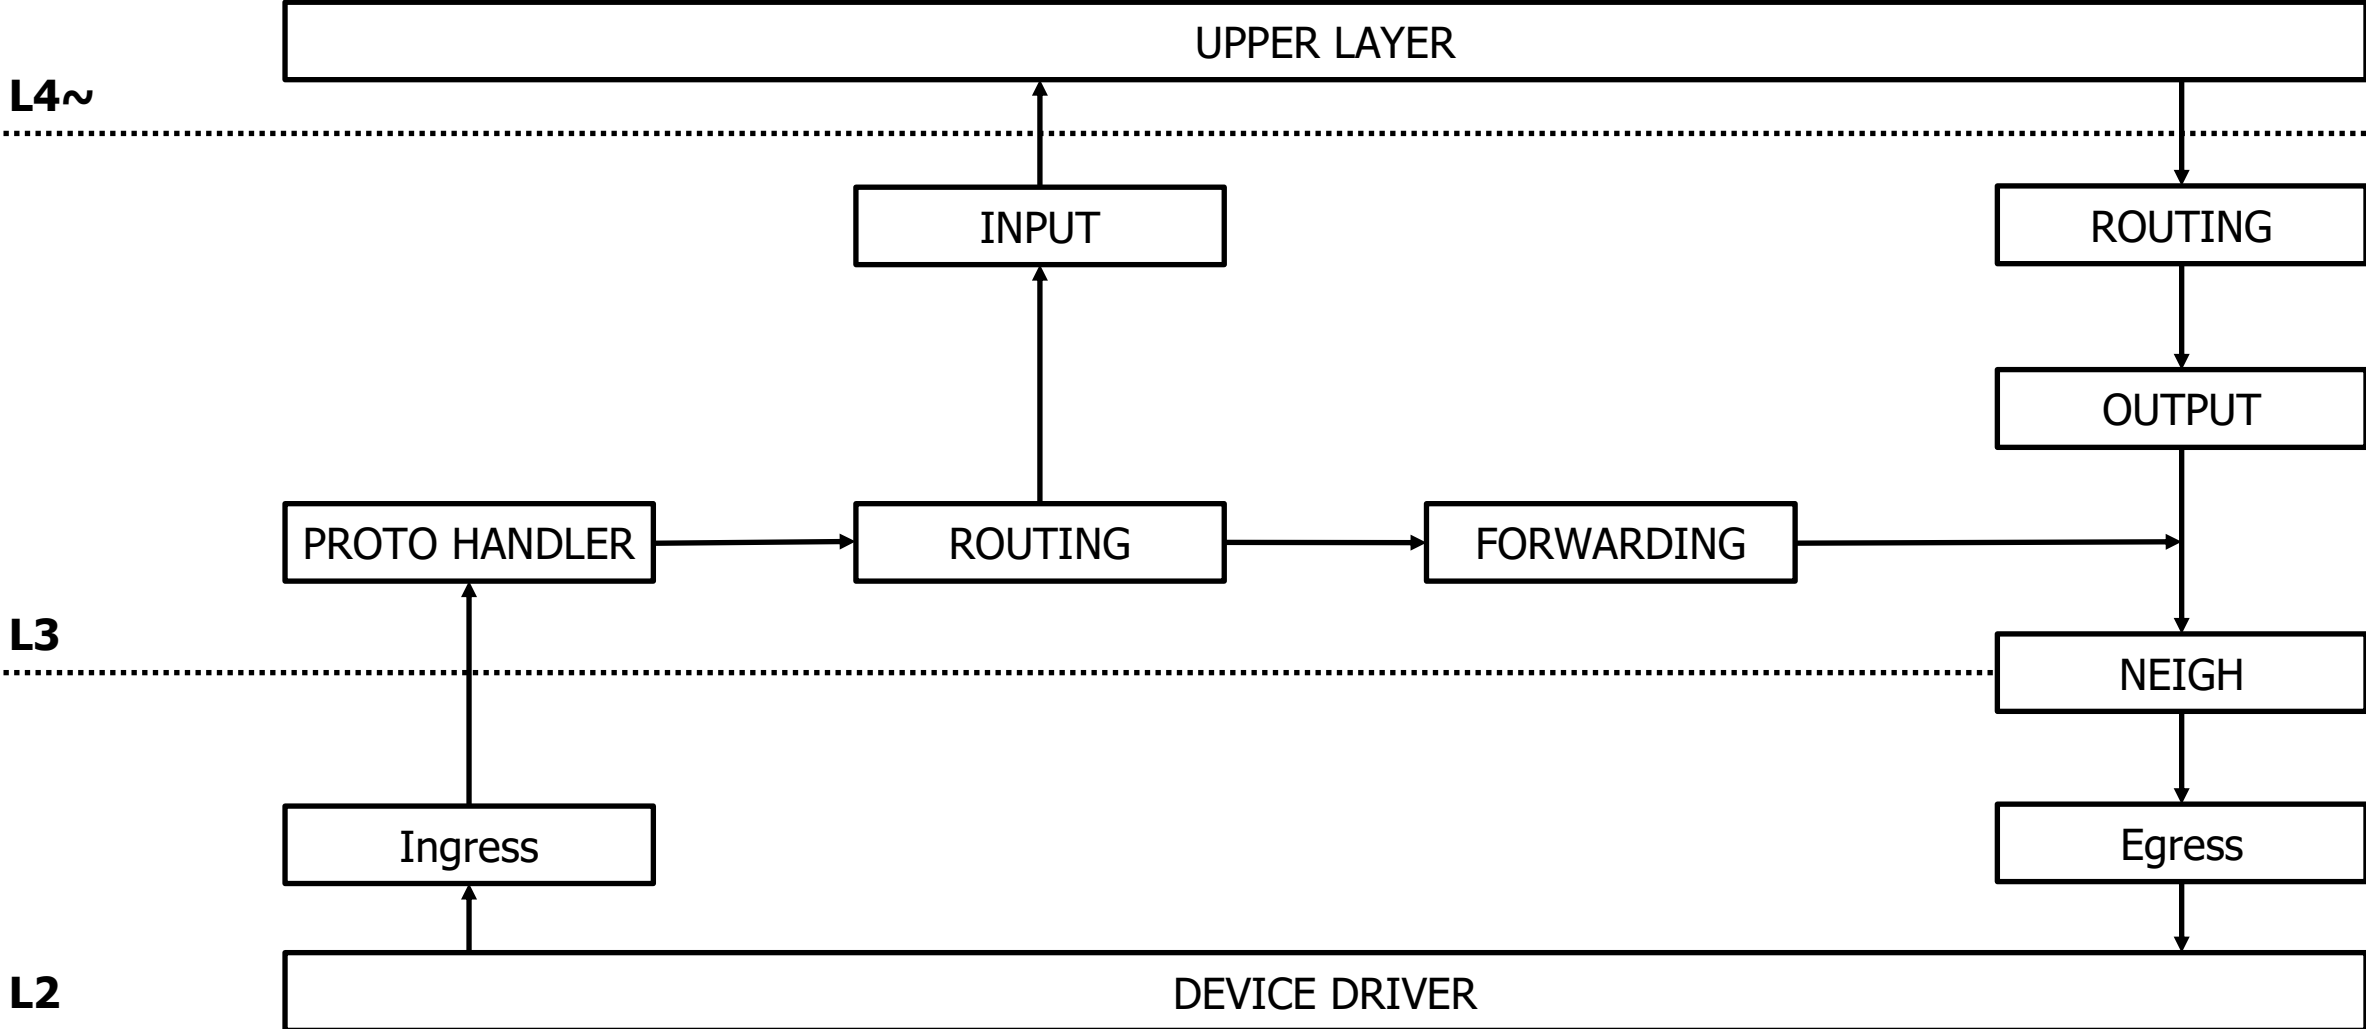 UPPER LAYER
L4~
INPUT
ROUTING
OUTPUT
PROTO HANDLER
ROUTING
FORWARDING
L3
NEIGH
Ingress
Egress
L2
DEVICE DRIVER